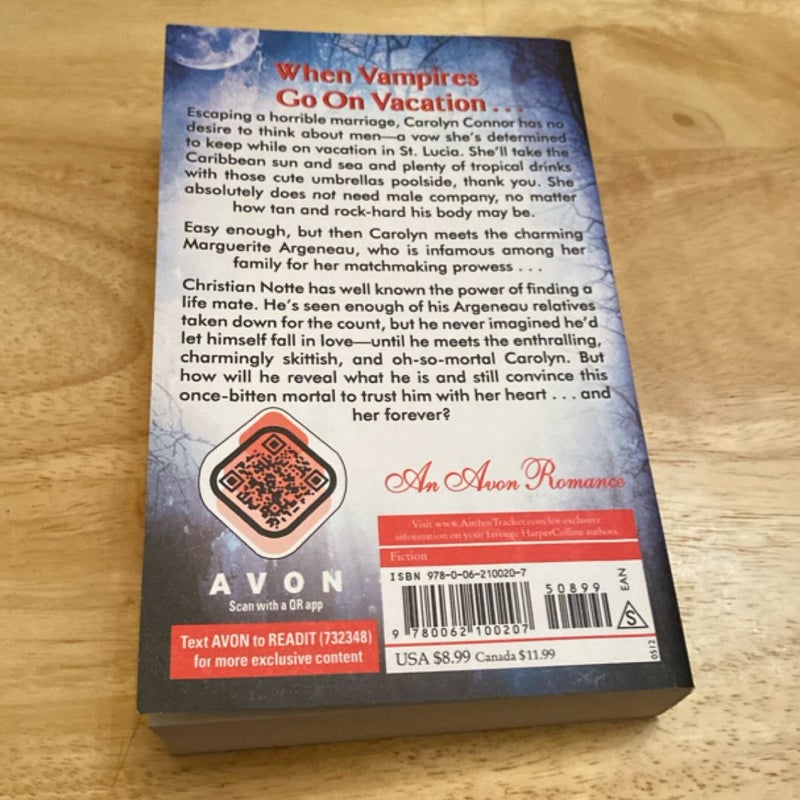 When Vampires
Go On Vacation . . .
Escaping a horrible marriage, Carolyn Connor has no
desire to think about men—a vow she's determined
to keep while on vacation in St. Lucia. She'll take the
Caribbean sun and sea and plenty of tropical drinks
with those cute umbrellas poolside, thank you. She
absolutely does not need male company, no matter
how tan and rock-hard his body may be.
Easy enough, but then Carolyn meets the charming
Marguerite Argeneau, who is infamous among her
family for her matchmaking prowess . . .
Christian Notte has well known the power of finding a
life mate. He's seen enough of his Argeneau relatives
taken down for the count, but he never imagined he'd
let himself fall in love—until he meets the enthralling,
charmingly skittish, and oh-so-mortal Carolyn. But
how will he reveal what he is and still convince this
once-bitten mortal to trust him with her heart . . . and
her forever?
An Avon Romance
AVON
Scan with a QR app
Text AVON to READIT (732348)
for more exclusive content
Visit www.AuthorTracker.com for exclusive
information on your favorite HarperCollins authors.
Fiction
ISBN 978-0-06-210020-7
50899
EAN
9 780062 100207
S
USA $8.99 Canada $11.99
0512